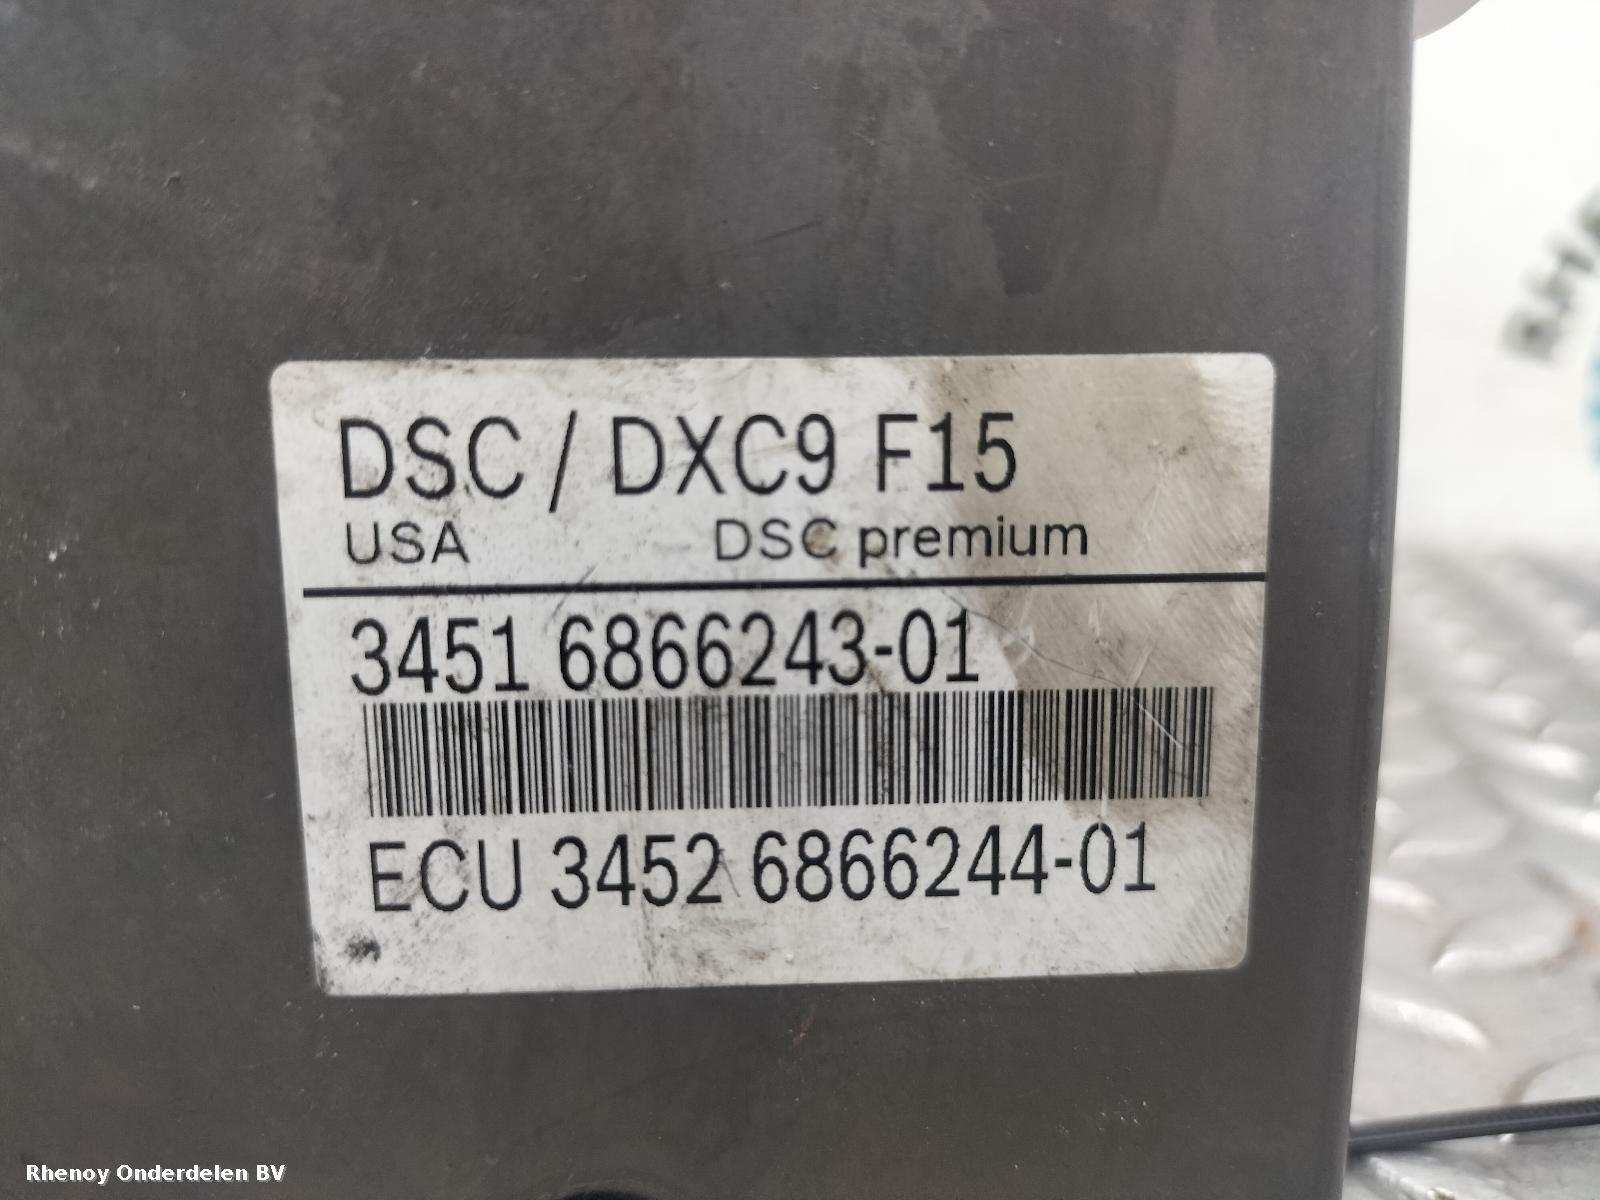 DSC / DXC9 F15
USA DSC premium
3451 6866243-01
ECU 3452 6866244-01
Rhenoy Onderdelen BV